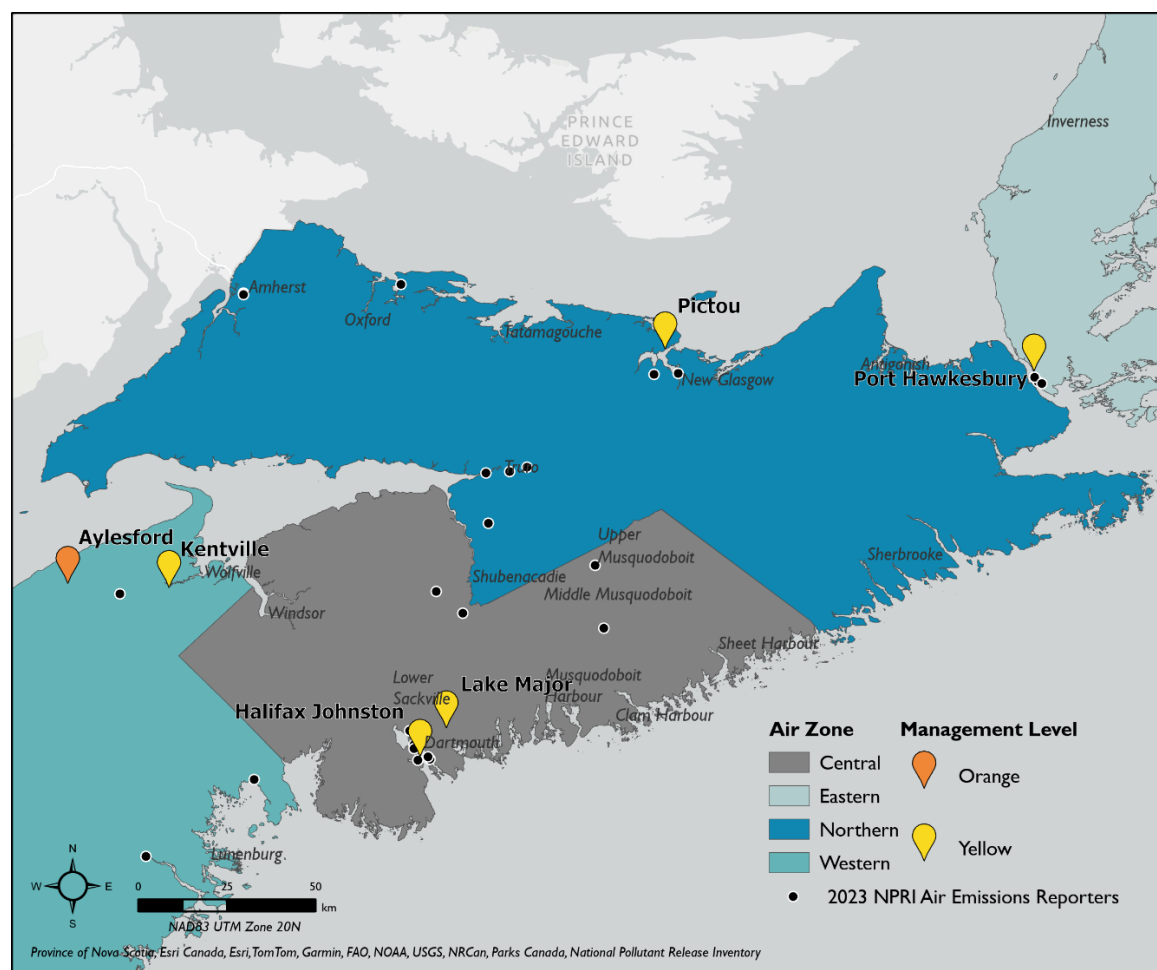 PRINCE
EDWARD
ISLAND
Inverness
Amherst
Oxford
Tatamagouche
Pictou
New Glasgow
Antigonish
Port Hawkesbury
Truro
Aylesford
Kentville
Wolfville
Windsor
Shubenacadie
Upper
Musquodoboit
Middle Musquodoboit
Sherbrooke
Sheet Harbour
Lower
Sackville
Lake Major
Musquodoboit
Harbour
Clam Harbour
Halifax Johnston
Dartmouth
Lunenburg
Air Zone
Central
Eastern
Northern
Western
Management Level
Orange
Yellow
2023 NPRI Air Emissions Reporters
N
W
E
S
0 25 50
km
NAD83 UTM Zone 20N
Province of Nova Scotia, Esri Canada, Esri, TomTom, Garmin, FAO, NOAA, USGS, NRCan, Parks Canada, National Pollutant Release Inventory